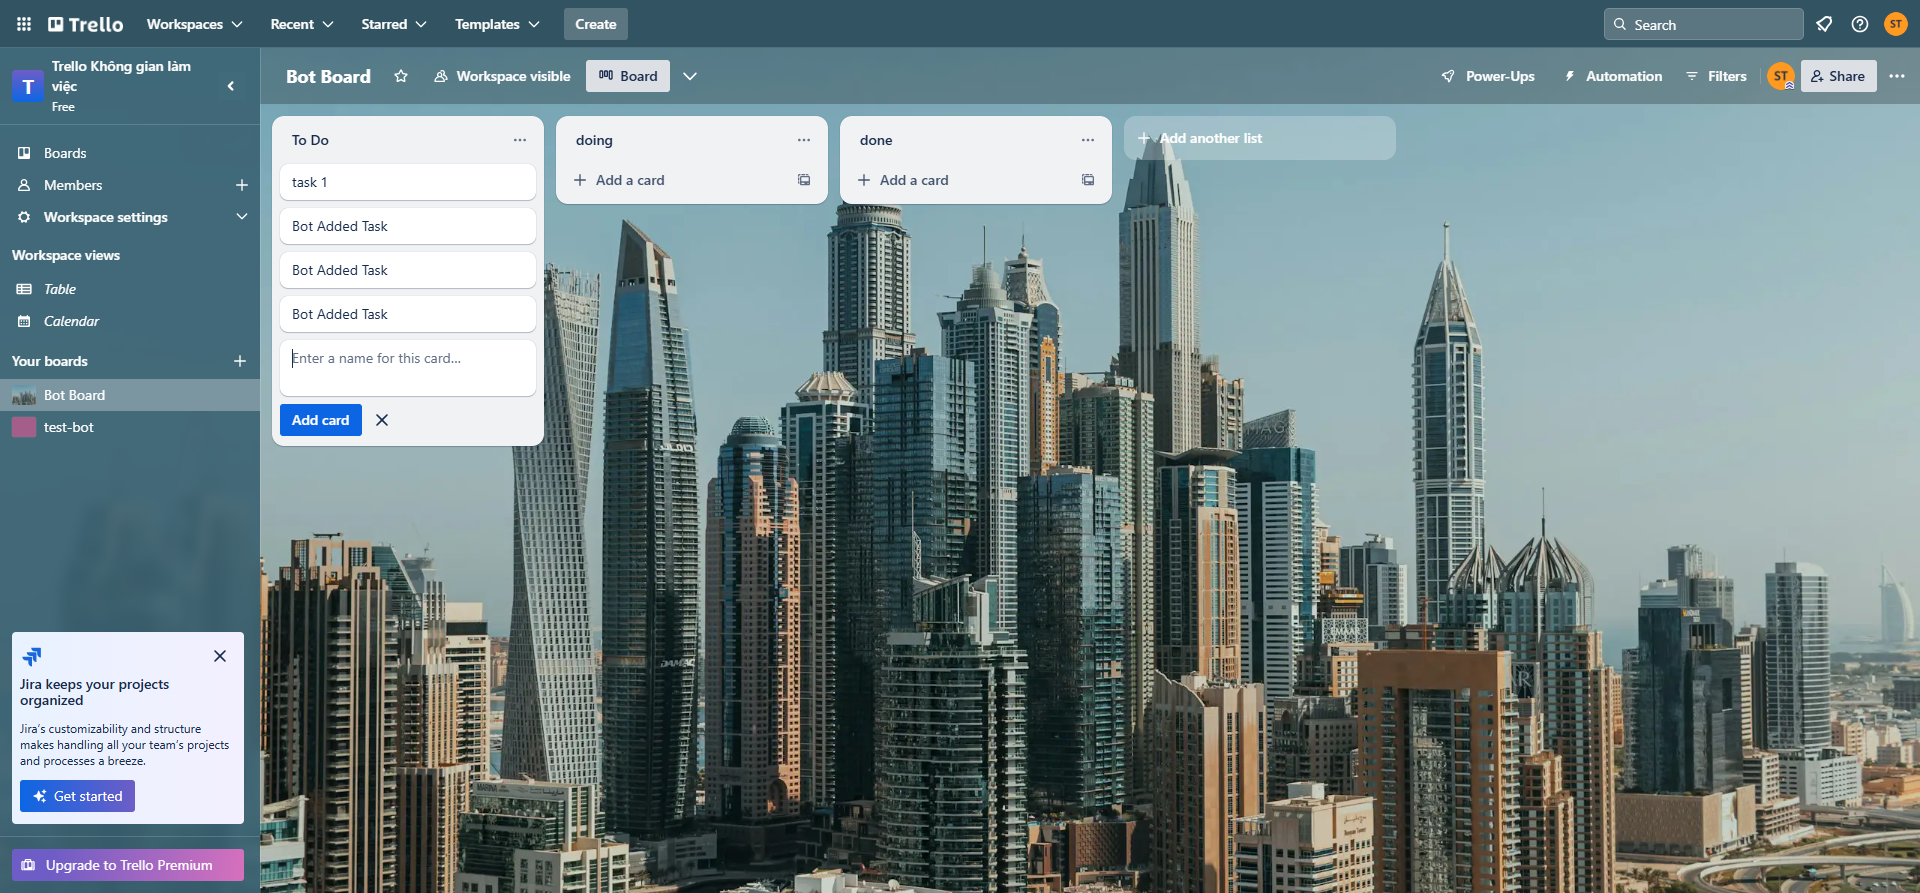 Trello
Workspaces
Recent
Starred
Templates
Create
Search
ST
T
Trello Không gian làm
việc
Free
Bot Board
Workspace visible
Board
Power-Ups
Automation
Filters
ST
Share
Boards
Members
Workspace settings
Workspace views
Table
Calendar
Your boards
Bot Board
test-bot
To Do
task 1
Bot Added Task
Bot Added Task
Bot Added Task
Enter a name for this card...
Add card
doing
Add a card
done
Add a card
Add another list
DAMAC
Jira keeps your projects
organized
Jira's customizability and structure
makes handling all your team's projects
and processes a breeze.
Get started
Upgrade to Trello Premium